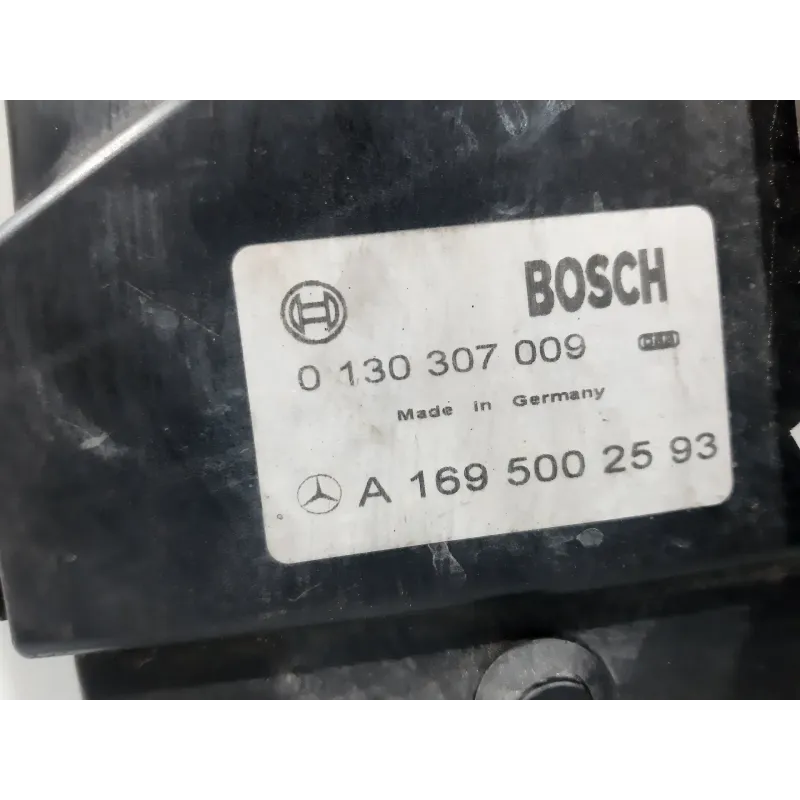 BOSCH
0 130 307 009
Made in Germany
A 169 500 25 93